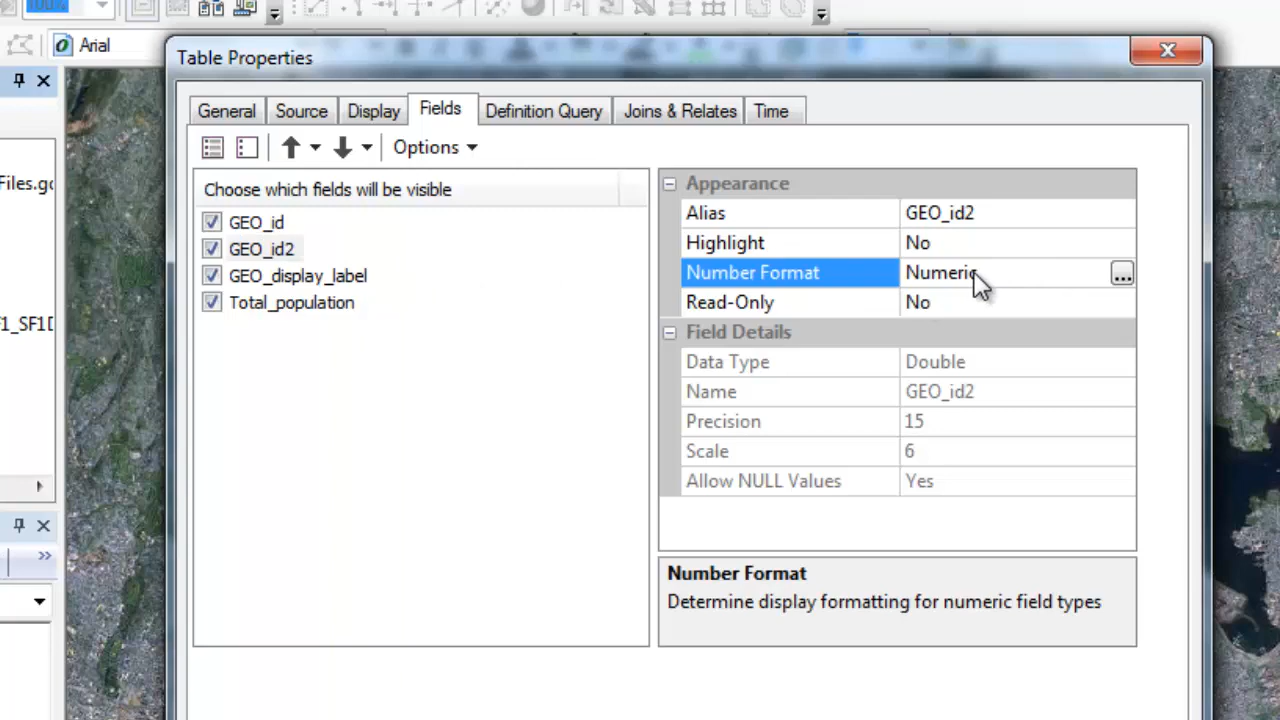 100%
Arial
Table Properties
General Source Display Fields Definition Query Joins & Relates Time
Options
Choose which fields will be visible
GEO_id
GEO_id2
GEO_display_label
Total_population
Appearance
Alias GEO_id2
Highlight No
Number Format Numeric ...
Read-Only No
Field Details
Data Type Double
Name GEO_id2
Precision 15
Scale 6
Allow NULL Values Yes
Number Format
Determine display formatting for numeric field types
Files.gd
F1_SF1D